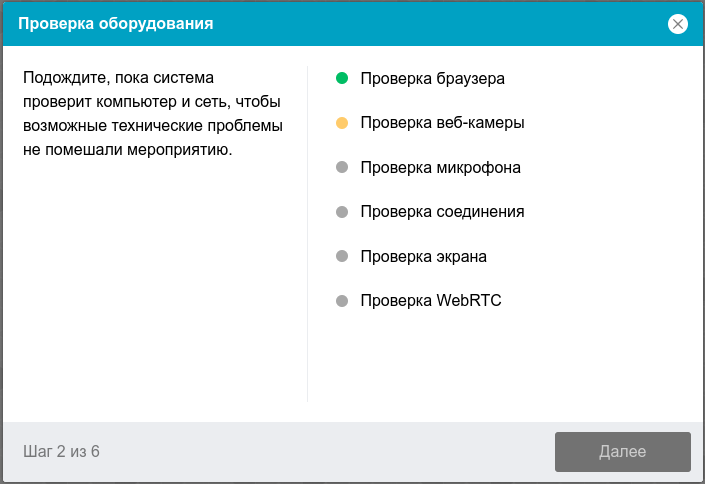 Проверка оборудования
Подождите, пока система
проверит компьютер и сеть, чтобы
возможные технические проблемы
не помешали мероприятию.
Проверка браузера
Проверка веб-камеры
Проверка микрофона
Проверка соединения
Проверка экрана
Проверка WebRTC
Шаг 2 из 6
Далее